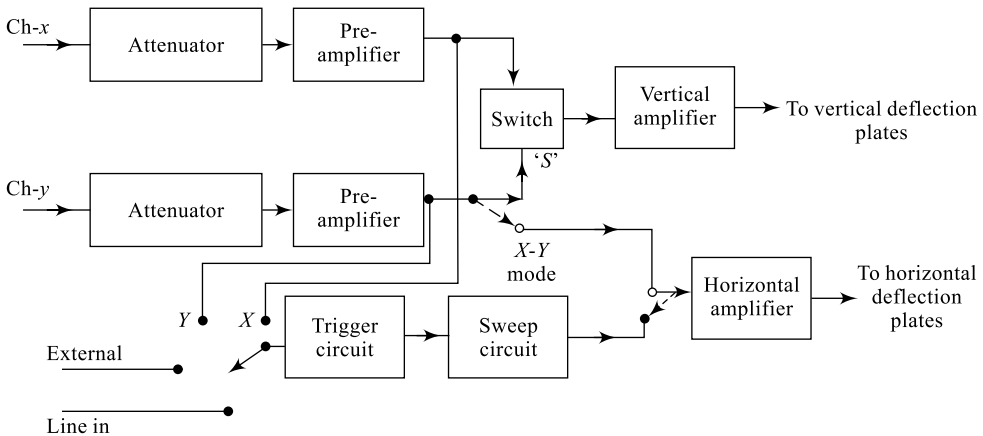 Ch-x
Attenuator
Pre-
amplifier
Switch
Vertical
amplifier
To vertical deflection
plates
'S'
Ch-y
Attenuator
Pre-
amplifier
X-Y
mode
Horizontal
amplifier
To horizontal
deflection
plates
Y
X
Trigger
circuit
Sweep
circuit
External
Line in